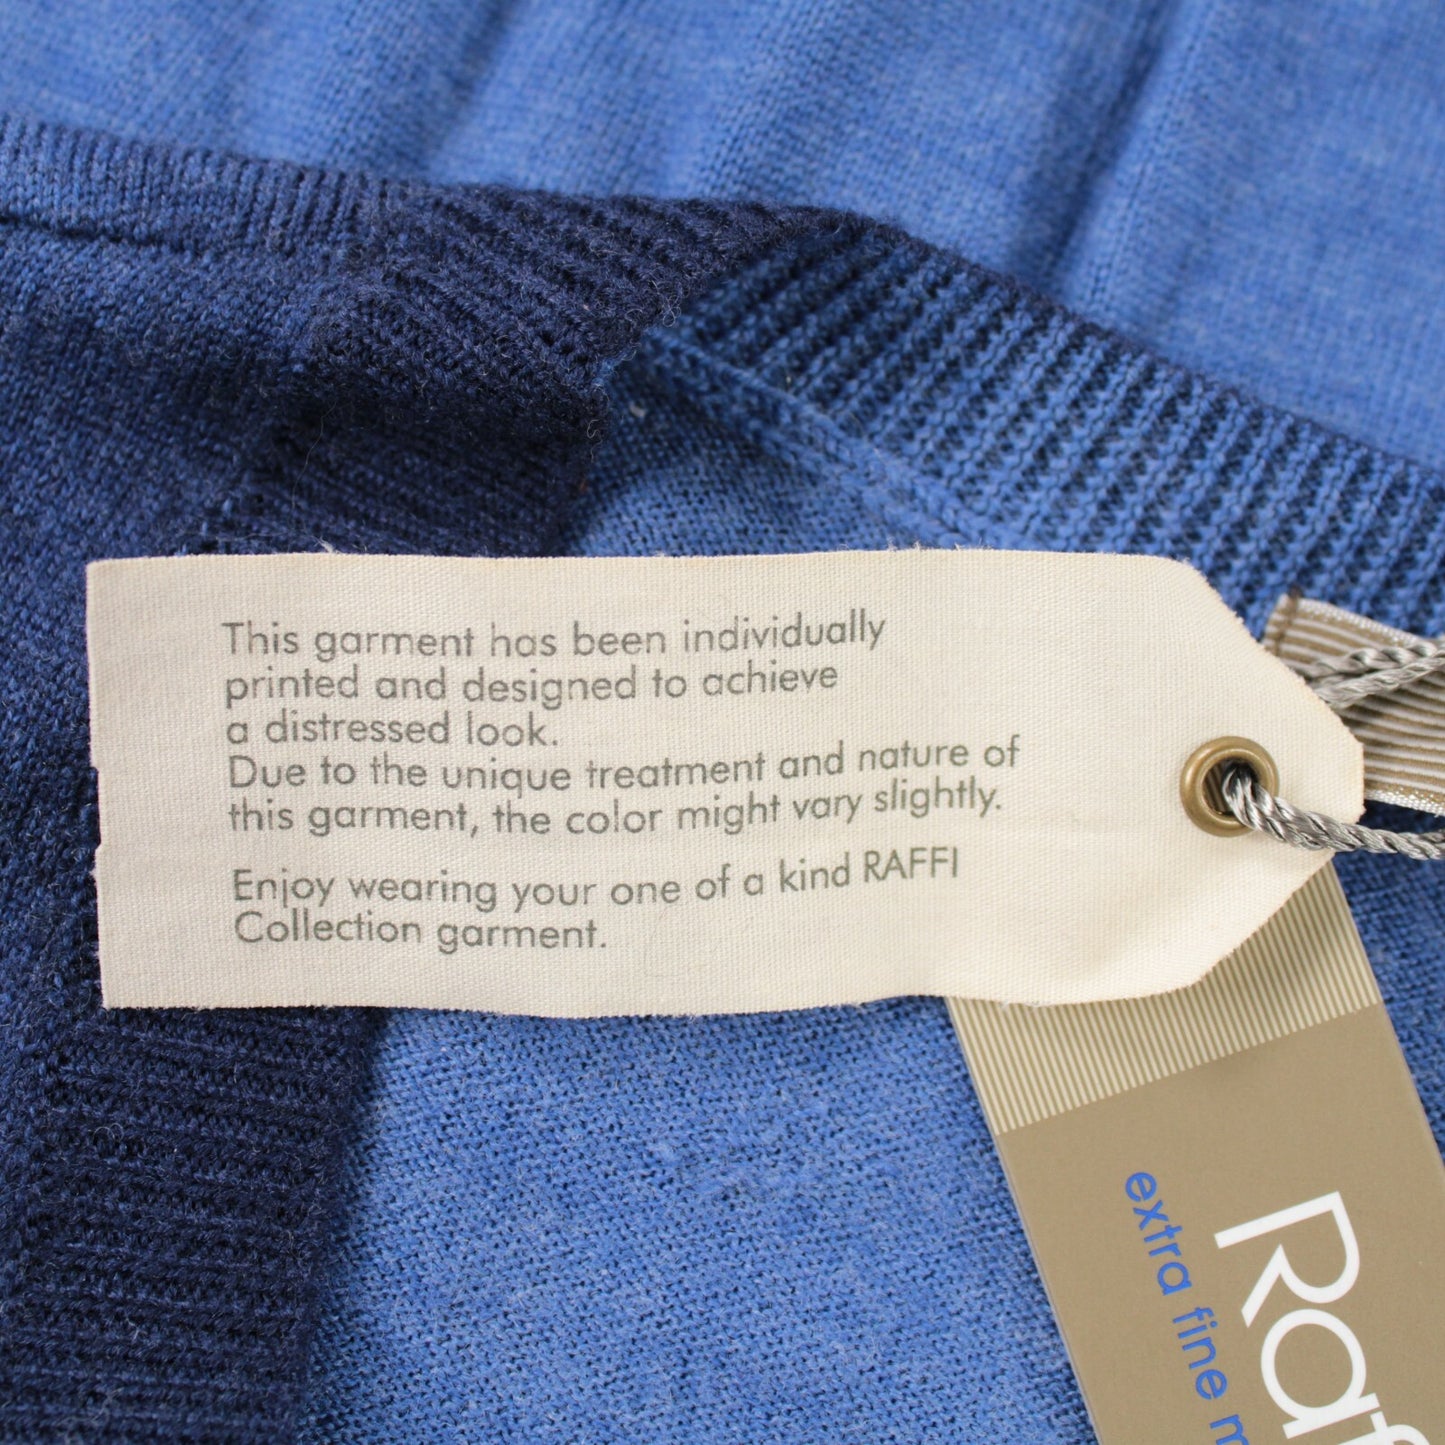 This garment has been individually
printed and designed to achieve
a distressed look.
Due to the unique treatment and nature of
this garment, the color might vary slightly.
Enjoy wearing your one of a kind RAFFI
Collection garment.
extra fine